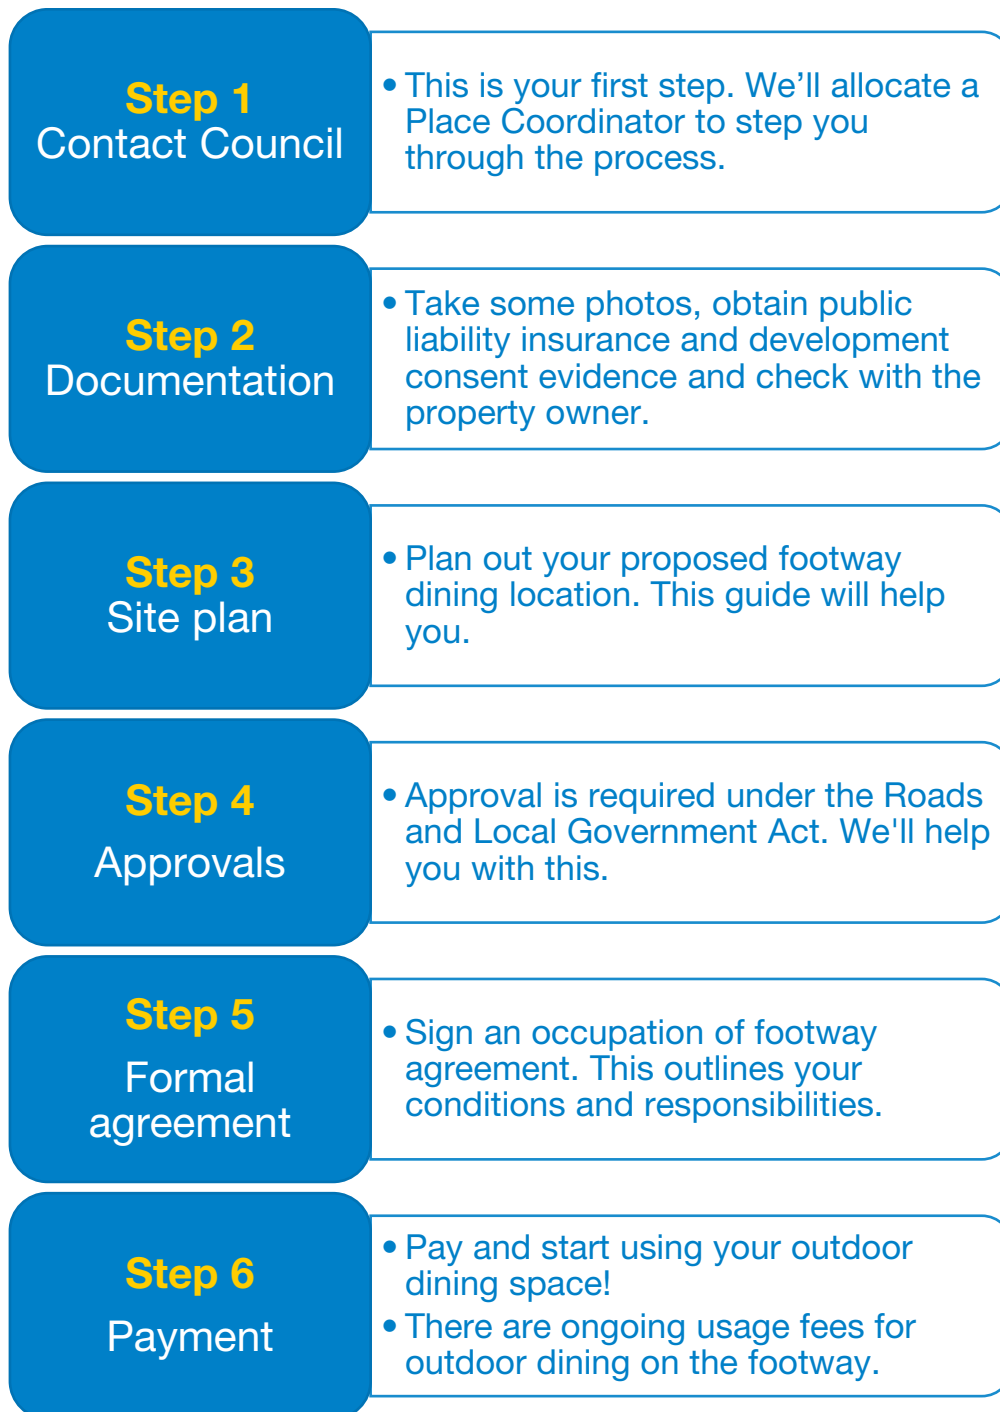 Step 1
Contact Council
• This is your first step. We’ll allocate a
Place Coordinator to step you
through the process.
Step 2
Documentation
• Take some photos, obtain public
liability insurance and development
consent evidence and check with the
property owner.
Step 3
Site plan
• Plan out your proposed footway
dining location. This guide will help
you.
Step 4
Approvals
• Approval is required under the Roads
and Local Government Act. We'll help
you with this.
Step 5
Formal
agreement
• Sign an occupation of footway
agreement. This outlines your
conditions and responsibilities.
Step 6
Payment
• Pay and start using your outdoor
dining space!
• There are ongoing usage fees for
outdoor dining on the footway.